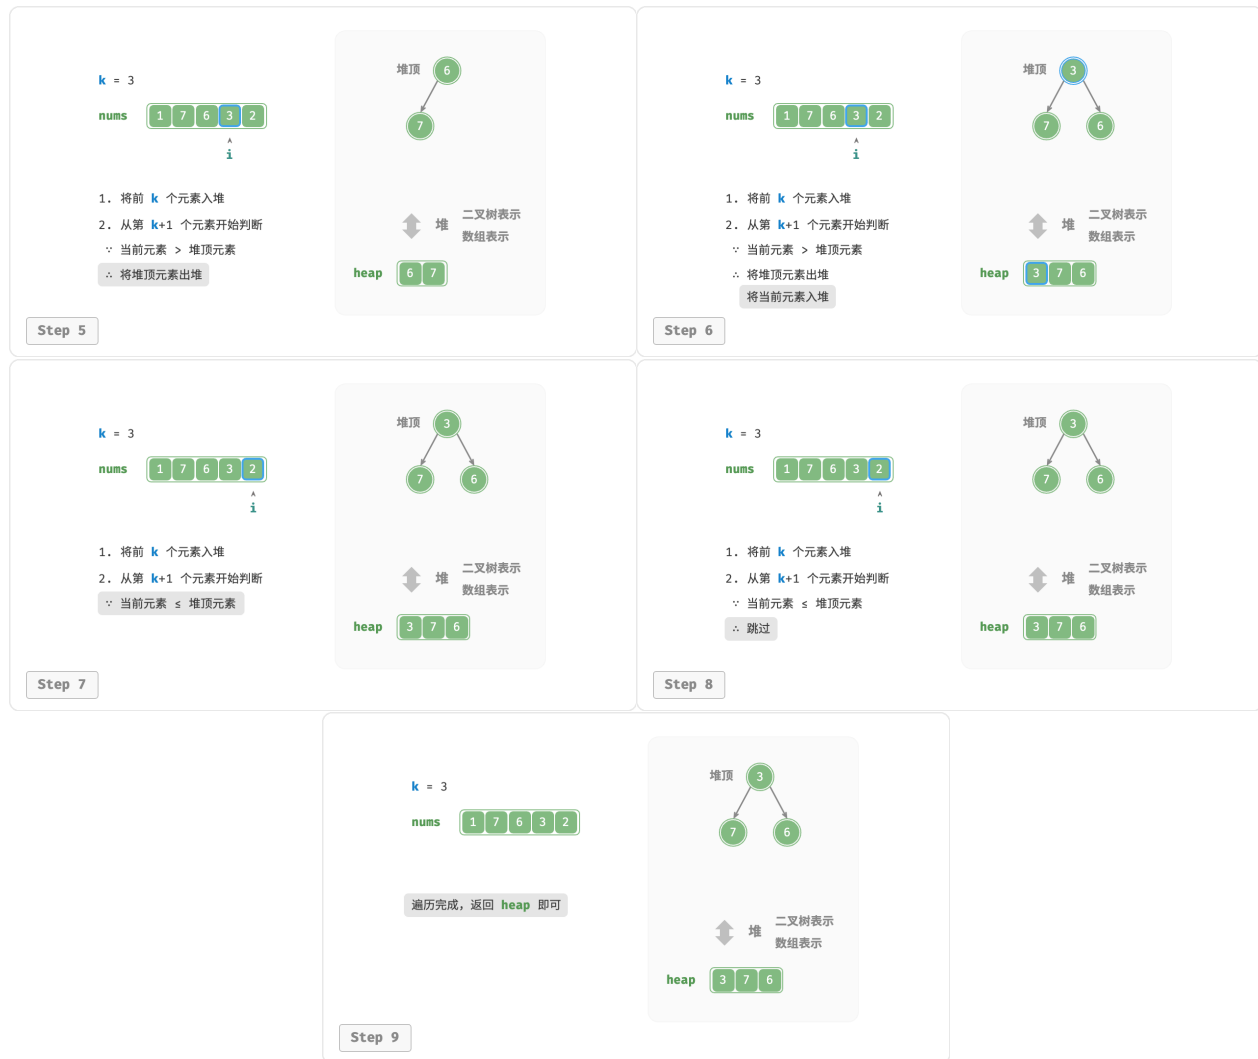 k = 3
nums 1 7 6 3 2
^
i
1. 将前 k 个元素入堆
2. 从第 k+1 个元素开始判断
∵ 当前元素 > 堆顶元素
∴ 将堆顶元素出堆
堆顶 6
7
堆 二叉树表示
数组表示
heap 6 7
Step 5
k = 3
nums 1 7 6 3 2
^
i
1. 将前 k 个元素入堆
2. 从第 k+1 个元素开始判断
∵ 当前元素 > 堆顶元素
∴ 将堆顶元素出堆
将当前元素入堆
堆顶 3
7 6
堆 二叉树表示
数组表示
heap 3 7 6
Step 6
k = 3
nums 1 7 6 3 2
^
i
1. 将前 k 个元素入堆
2. 从第 k+1 个元素开始判断
∵ 当前元素 ≤ 堆顶元素
堆顶 3
7 6
堆 二叉树表示
数组表示
heap 3 7 6
Step 7
k = 3
nums 1 7 6 3 2
^
i
1. 将前 k 个元素入堆
2. 从第 k+1 个元素开始判断
∵ 当前元素 ≤ 堆顶元素
∴ 跳过
堆顶 3
7 6
堆 二叉树表示
数组表示
heap 3 7 6
Step 8
k = 3
nums 1 7 6 3 2
遍历完成，返回 heap 即可
堆顶 3
7 6
堆 二叉树表示
数组表示
heap 3 7 6
Step 9